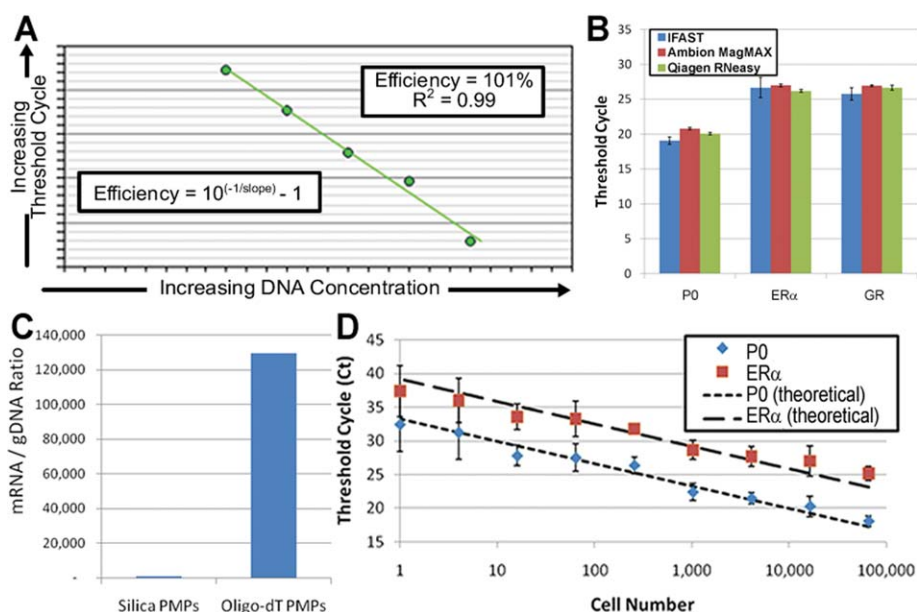 A
Increasing
Threshold Cycle
Efficiency = 101%
R² = 0.99
Efficiency = 10^(-1/slope) - 1
Increasing DNA Concentration
B
IFAST
Ambion MagMAX
Qiagen RNeasy
Threshold Cycle
35
30
25
20
15
10
5
0
P0
ERα
GR
C
mRNA / gDNA Ratio
140,000
120,000
100,000
80,000
60,000
40,000
20,000
-
Silica PMPs
Oligo-dT PMPs
D
P0
ERα
P0 (theoretical)
ERα (theoretical)
Threshold Cycle (Ct)
45
40
35
30
25
20
15
1
10
100
1,000
10,000
100,000
Cell Number